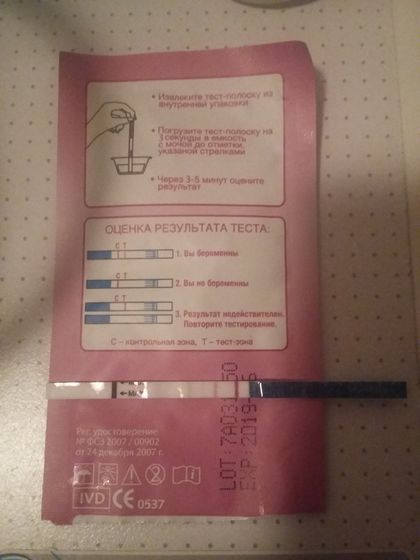 • Извлеките тест-полоску из
внутренней упаковки
• Погрузите тест-полоску на
3 секунды в емкость
с мочой до отметки,
указаной стрелками
• Через 3-5 минут оцените
результат
ОЦЕНКА РЕЗУЛЬТАТА ТЕСТА:
C T
1. Вы беременны
C T
2. Вы не беременны
C T
3. Результат недействителен.
Повторите тестирование.
C – контрольная зона, T – тест-зона
Рег. удостоверение
№ ФСЗ 2007 / 00902
от 24 декабря 2007 г.
IVD CE 0537